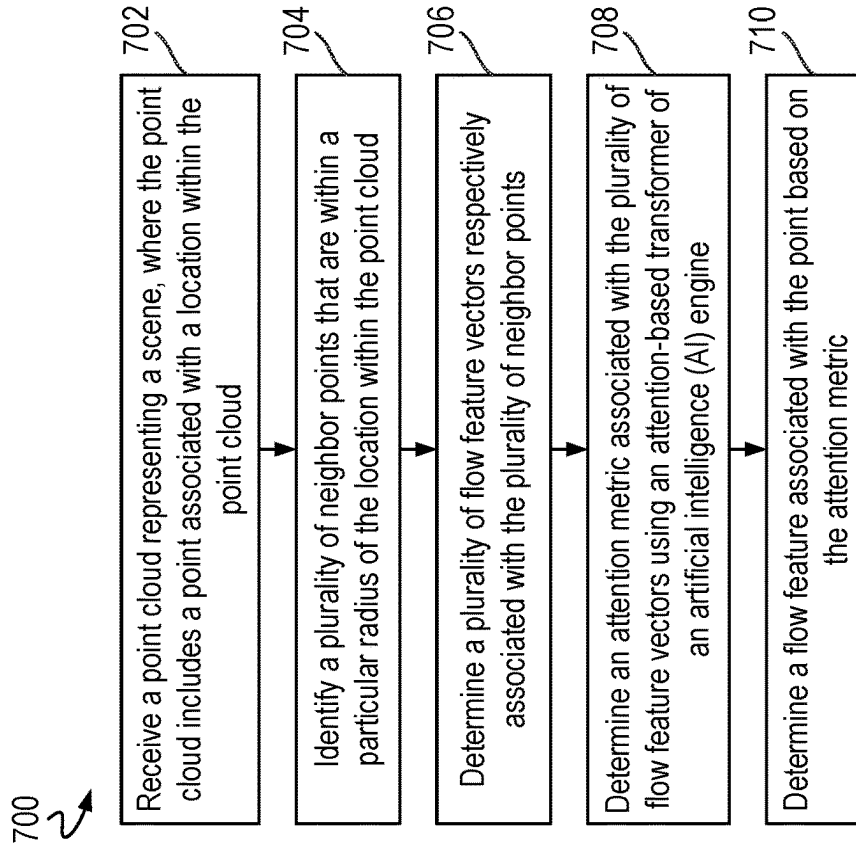 700
702
Receive a point cloud representing a scene, where the point
cloud includes a point associated with a location within the
point cloud
704
Identify a plurality of neighbor points that are within a
particular radius of the location within the point cloud
706
Determine a plurality of flow feature vectors respectively
associated with the plurality of neighbor points
708
Determine an attention metric associated with the plurality of
flow feature vectors using an attention-based transformer of
an artificial intelligence (AI) engine
710
Determine a flow feature associated with the point based on
the attention metric